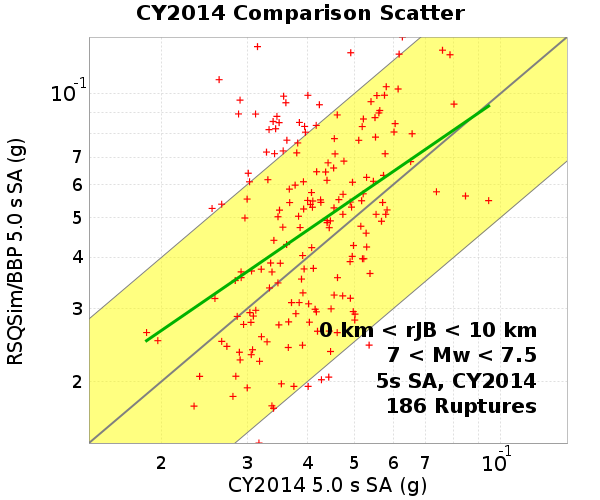 CY2014 Comparison Scatter
RSQSim/BBP 5.0 s SA (g)
10-1
7
6
5
4
3
2
0 km < rJB < 10 km
7 < Mw < 7.5
5s SA, CY2014
186 Ruptures
2 3 4 5 6 7 10-1
CY2014 5.0 s SA (g)